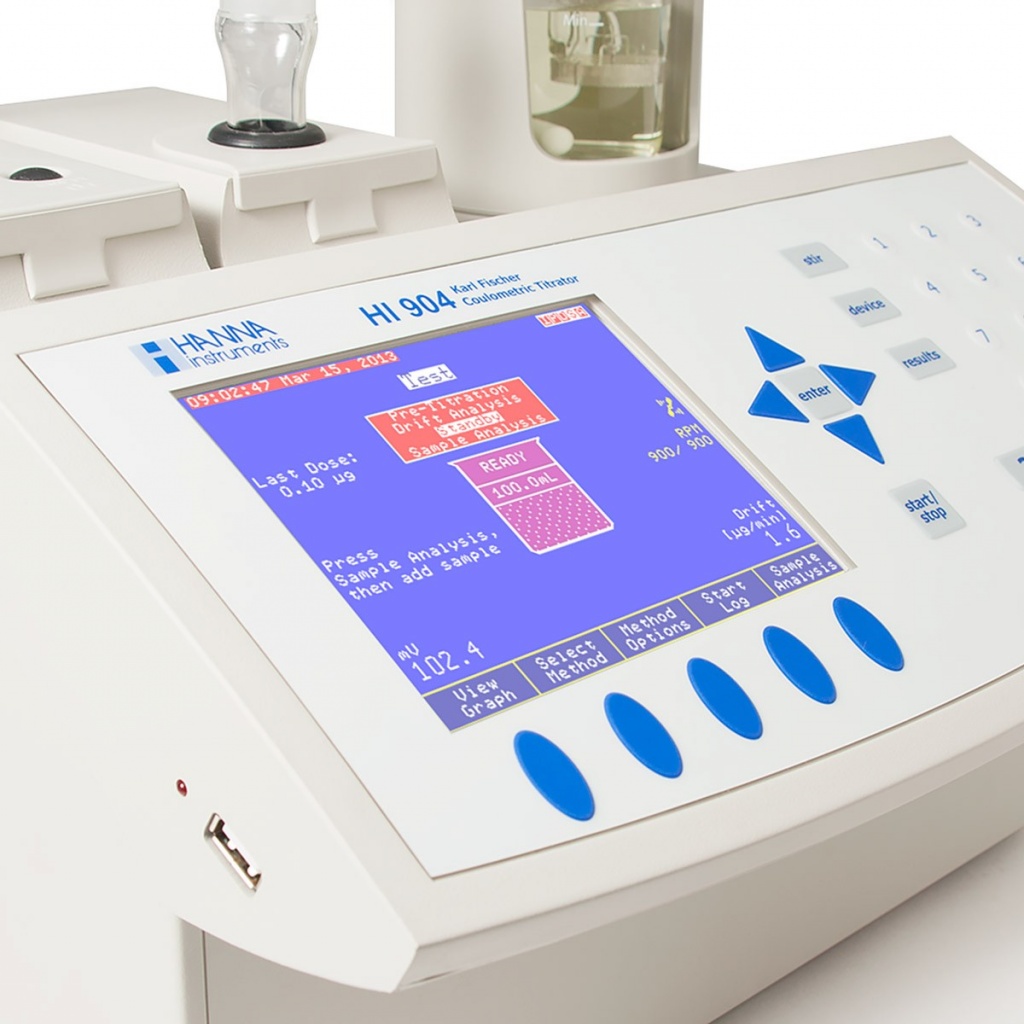 Min
HI 904 Karl Fischer
Coulometric Titrator
HANNA
instruments
09:02:47 Mar 15, 2013
Test
Pre-titration
Drift Analysis
Standby
Sample Analysis
READY
100.0mL
Last Dose:
0.10 µg
RPM
900/ 900
Press
Sample Analysis,
then add sample
Drift
(µg/min)
1.6
mV
102.4
View
Graph
Select
Method
Method
Options
Start
Log
Sample
Analysis
stir
device
results
enter
start/
stop
1 2 3
4 5 6
7